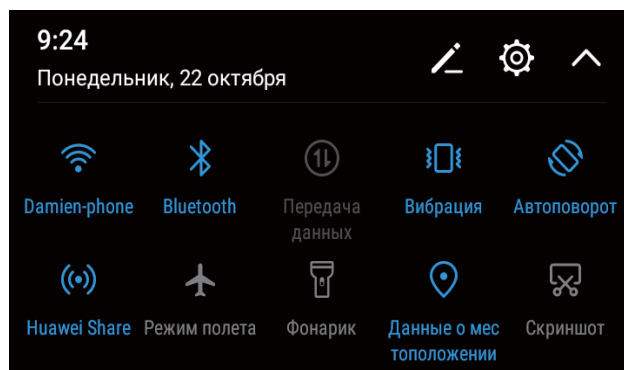 9:24
Понедельник, 22 октября
Damien-phone
Bluetooth
Передача
данных
Вибрация
Автоповорот
Huawei Share
Режим полета
Фонарик
Данные о мес
тоположении
Скриншот